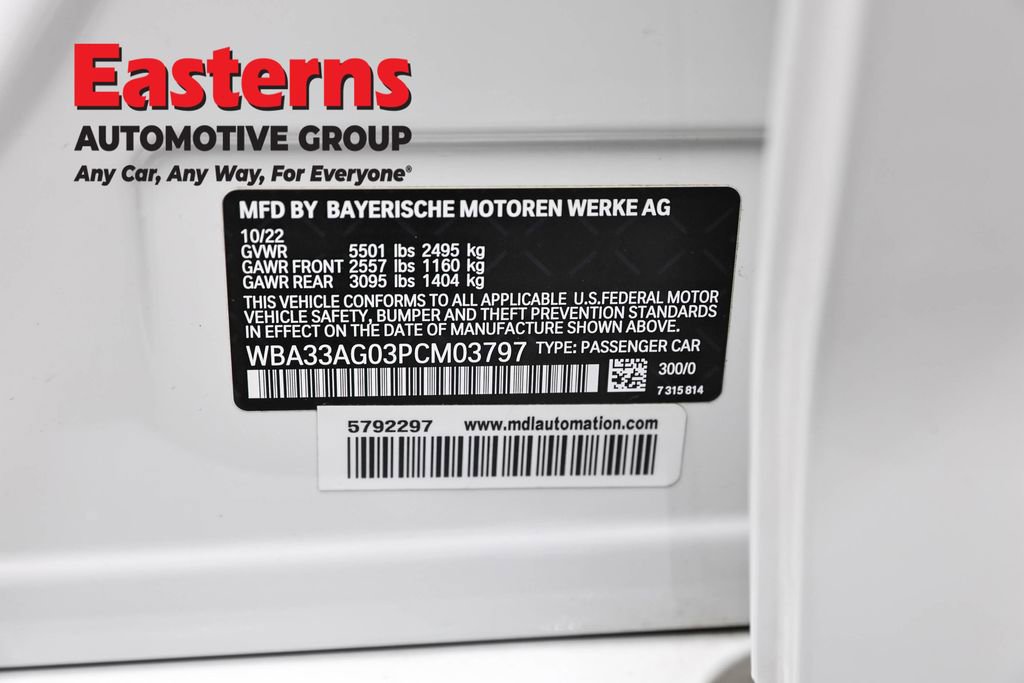 Easterns
AUTOMOTIVE GROUP
Any Car, Any Way, For Everyone®
MFD BY BAYERISCHE MOTOREN WERKE AG
10/22
GVWR 5501 lbs 2495 kg
GAWR FRONT 2557 lbs 1160 kg
GAWR REAR 3095 lbs 1404 kg
THIS VEHICLE CONFORMS TO ALL APPLICABLE U.S.FEDERAL MOTOR
VEHICLE SAFETY, BUMPER AND THEFT PREVENTION STANDARDS
IN EFFECT ON THE DATE OF MANUFACTURE SHOWN ABOVE.
WBA33AG03PCM03797 TYPE: PASSENGER CAR
300/0
7 315 814
5792297 www.mdlautomation.com